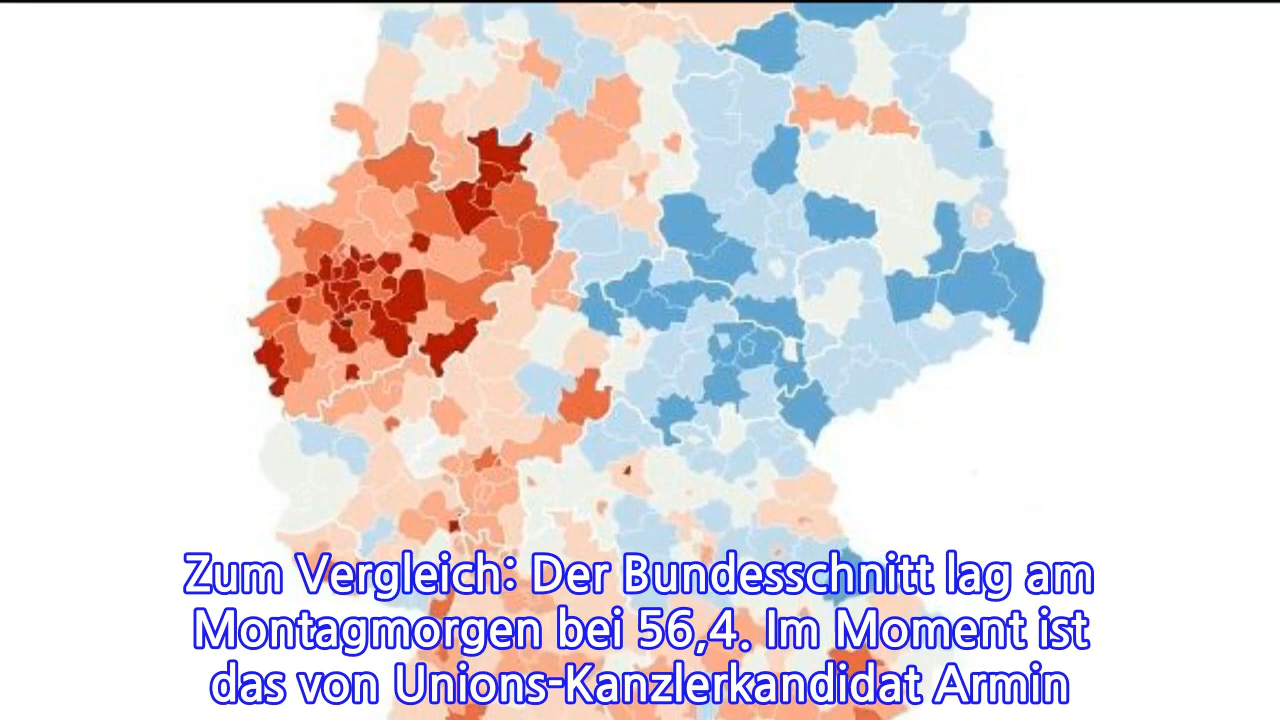 Zum Vergleich: Der Bundesschnitt lag am
Montagmorgen bei 56,4. Im Moment ist
das von Unions-Kanzlerkandidat Armin